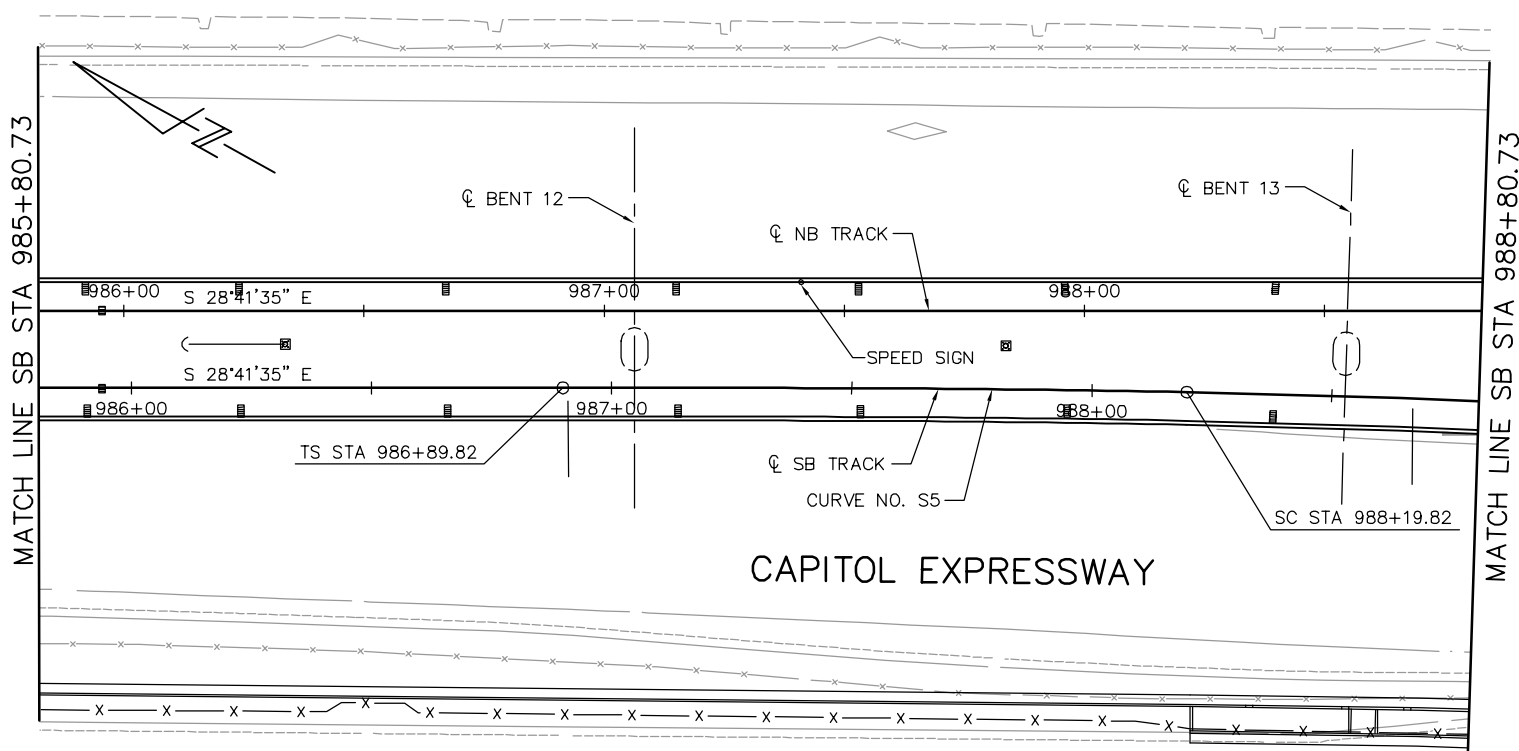 MATCH LINE SB STA 985+80.73
MATCH LINE SB STA 988+80.73
℄ BENT 12
℄ BENT 13
℄ NB TRACK
986+00
S 28°41'35" E
987+00
988+00
SPEED SIGN
S 28°41'35" E
986+00
987+00
988+00
TS STA 986+89.82
℄ SB TRACK
CURVE NO. S5
SC STA 988+19.82
CAPITOL EXPRESSWAY